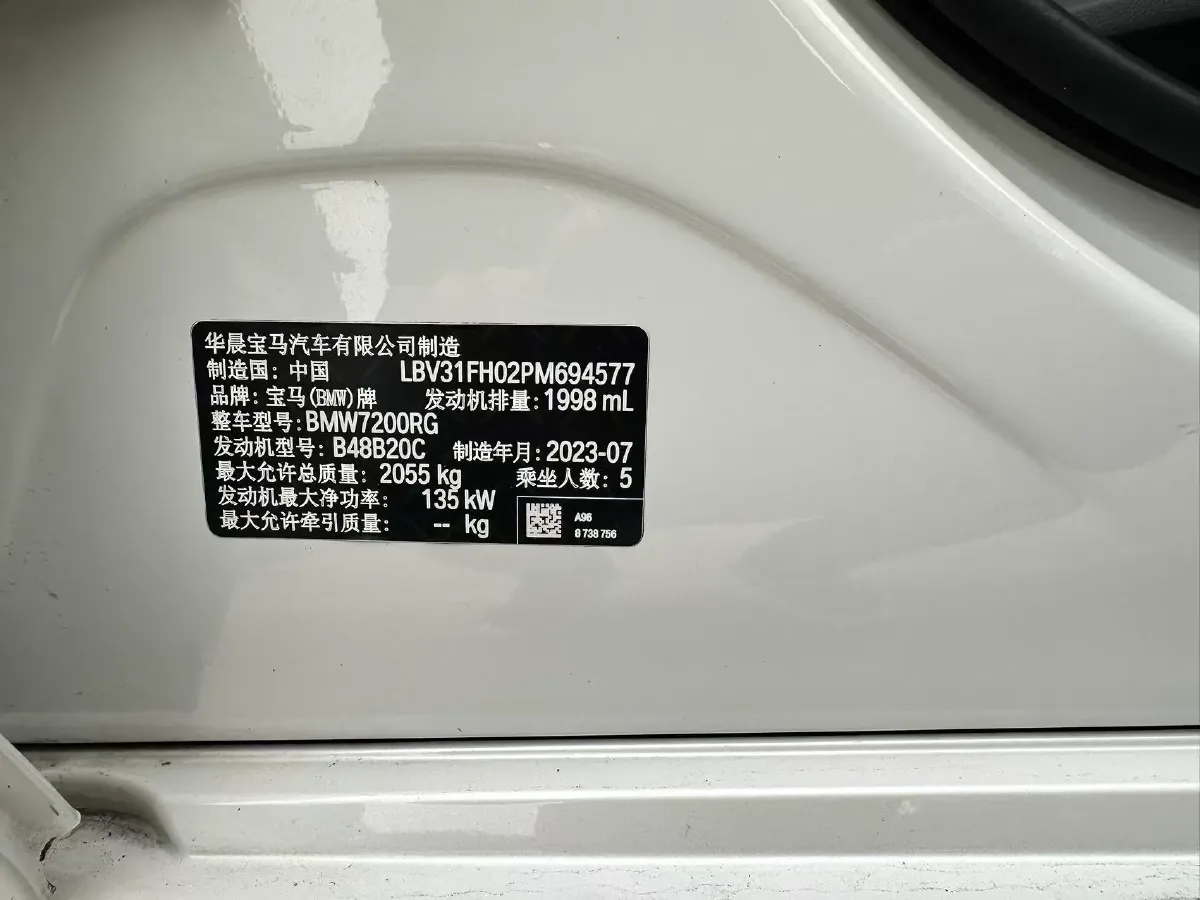 华晨宝马汽车有限公司制造
制造国：中国 LBV31FH02PM694577
品牌：宝马(BMW)牌 发动机排量：1998 mL
整车型号：BMW7200RG
发动机型号：B48B20C 制造年月：2023-07
最大允许总质量：2055 kg 乘坐人数：5
发动机最大净功率：135 kW
最大允许牵引质量：-- kg
A96
8 738 756